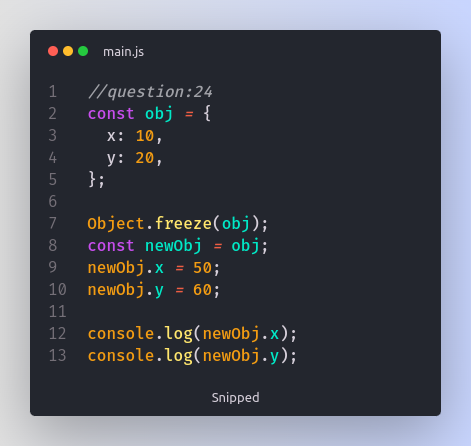 main.js
1 //question:24
2 const obj = {
3   x: 10,
4   y: 20,
5 };
6
7 Object.freeze(obj);
8 const newObj = obj;
9 newObj.x = 50;
10 newObj.y = 60;
11
12 console.log(newObj.x);
13 console.log(newObj.y);
Snipped